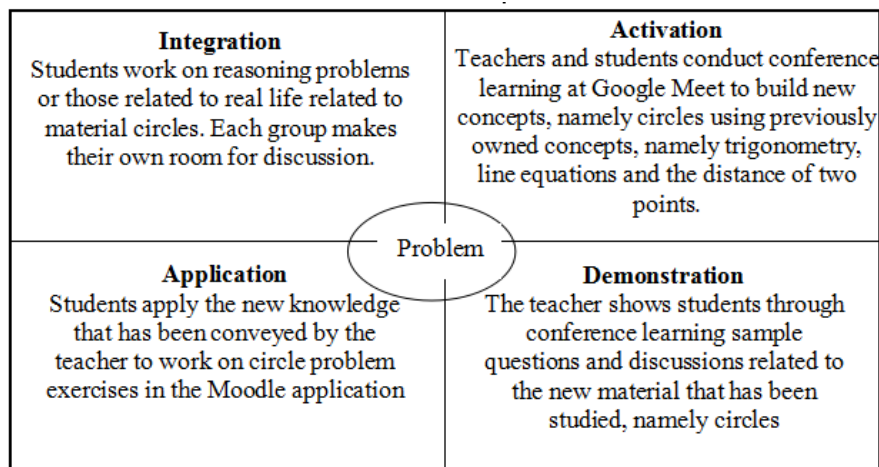 Integration
Students work on reasoning problems
or those related to real life related to
material circles. Each group makes
their own room for discussion.
Activation
Teachers and students conduct conference
learning at Google Meet to build new
concepts, namely circles using previously
owned concepts, namely trigonometry,
line equations and the distance of two
points.
Problem
Application
Students apply the new knowledge
that has been conveyed by the
teacher to work on circle problem
exercises in the Moodle application
Demonstration
The teacher shows students through
conference learning sample
questions and discussions related to
the new material that has been
studied, namely circles